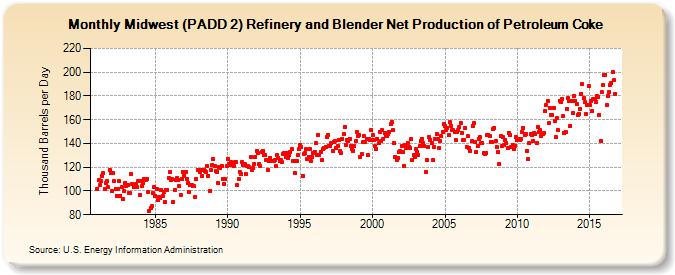 Monthly Midwest (PADD 2) Refinery and Blender Net Production of Petroleum Coke
Thousand Barrels per Day
220
200
180
160
140
120
100
80
1985 1990 1995 2000 2005 2010 2015
Source: U.S. Energy Information Administration